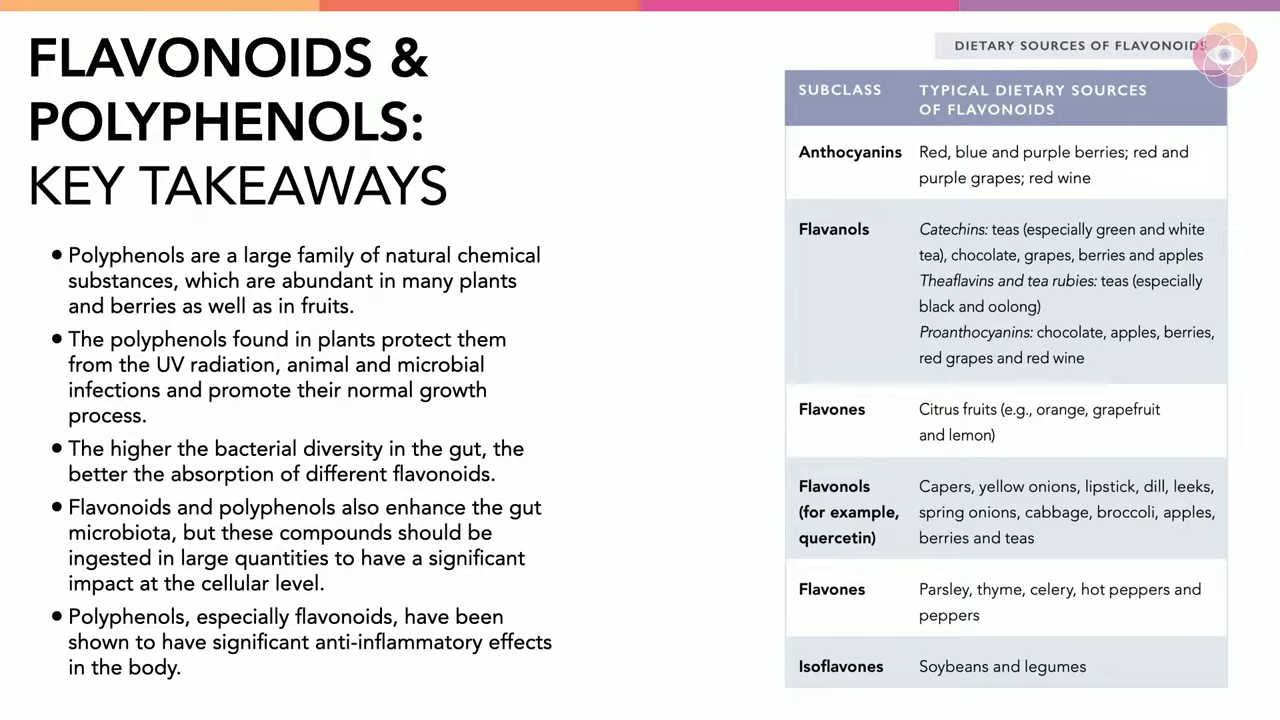 FLAVONOIDS &
POLYPHENOLS:
KEY TAKEAWAYS
• Polyphenols are a large family of natural chemical
substances, which are abundant in many plants
and berries as well as in fruits.
• The polyphenols found in plants protect them
from the UV radiation, animal and microbial
infections and promote their normal growth
process.
• The higher the bacterial diversity in the gut, the
better the absorption of different flavonoids.
• Flavonoids and polyphenols also enhance the gut
microbiota, but these compounds should be
ingested in large quantities to have a significant
impact at the cellular level.
• Polyphenols, especially flavonoids, have been
shown to have significant anti-inflammatory effects
in the body.
DIETARY SOURCES OF FLAVONOIDS
SUBCLASS TYPICAL DIETARY SOURCES
OF FLAVONOIDS
Anthocyanins Red, blue and purple berries; red and
purple grapes; red wine
Flavanols Catechins: teas (especially green and white
tea), chocolate, grapes, berries and apples
Theaflavins and tea rubies: teas (especially
black and oolong)
Proanthocyanins: chocolate, apples, berries,
red grapes and red wine
Flavones Citrus fruits (e.g., orange, grapefruit
and lemon)
Flavonols Capers, yellow onions, lipstick, dill, leeks,
(for example, spring onions, cabbage, broccoli, apples,
quercetin) berries and teas
Flavones Parsley, thyme, celery, hot peppers and
peppers
Isoflavones Soybeans and legumes